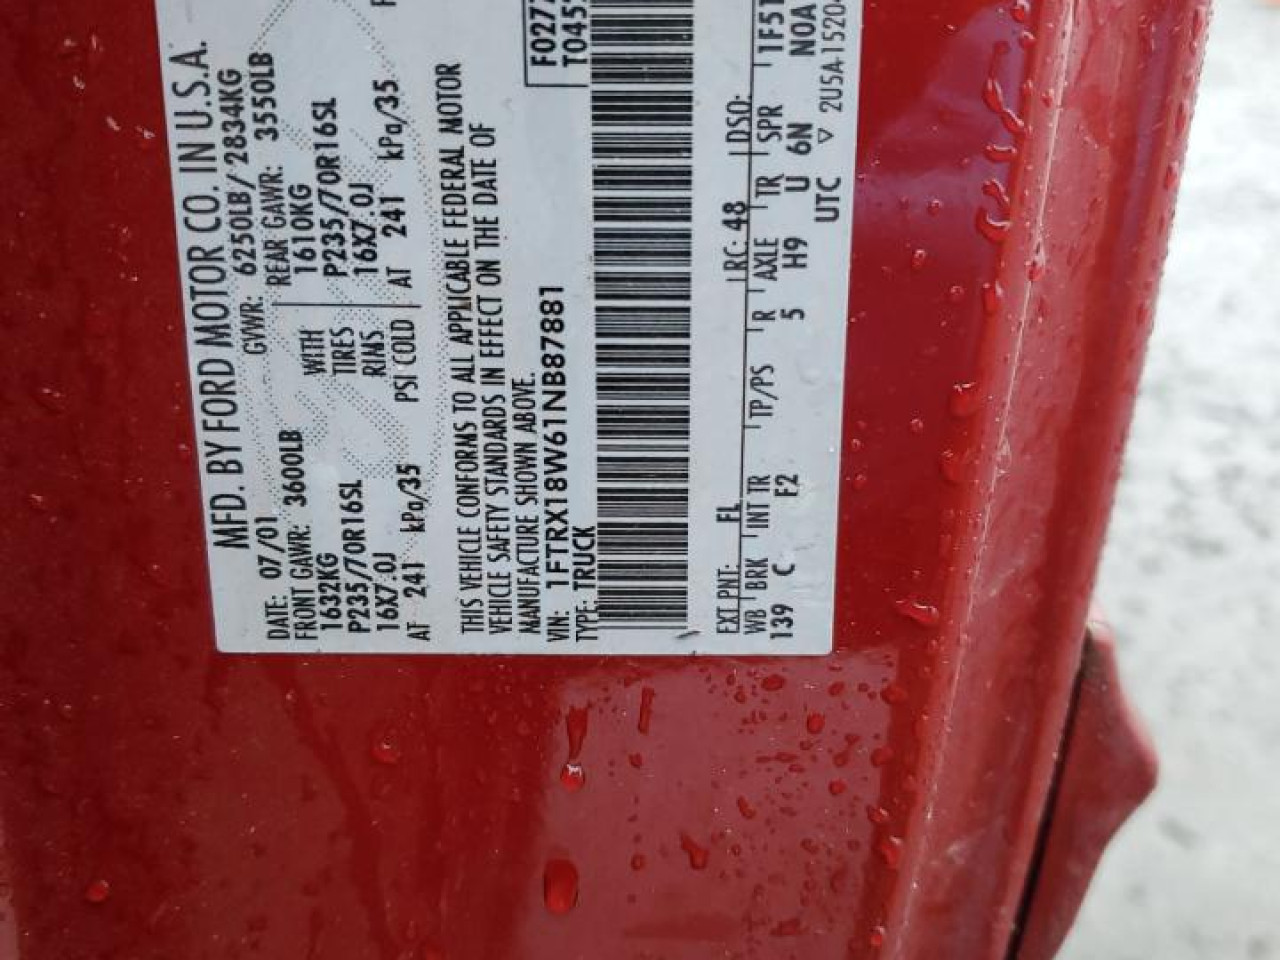 MFD. BY FORD MOTOR CO. IN U.S.A.
DATE: 07/01 GVWR: 6250LB/ 2834KG
FRONT GAWR: 3600LB REAR GAWR: 3550LB
1632KG WITH 1610KG
P235/70R16SL TIRES P235/70R16SL
16X7.0J RIMS 16X7.0J
AT 241 kPa/35 PSI COLD AT 241 kPa/35
THIS VEHICLE CONFORMS TO ALL APPLICABLE FEDERAL MOTOR
VEHICLE SAFETY STANDARDS IN EFFECT ON THE DATE OF
MANUFACTURE SHOWN ABOVE.
VIN: 1FTRX18W61NB87881
TYPE: TRUCK
EXT PNT: FL RC: 48 DSO:
WB BRK INT TR TP/PS R AXLE TR SPR
139 C F2 5 H9 U 6N
UTC ▽ 2U5A-1520